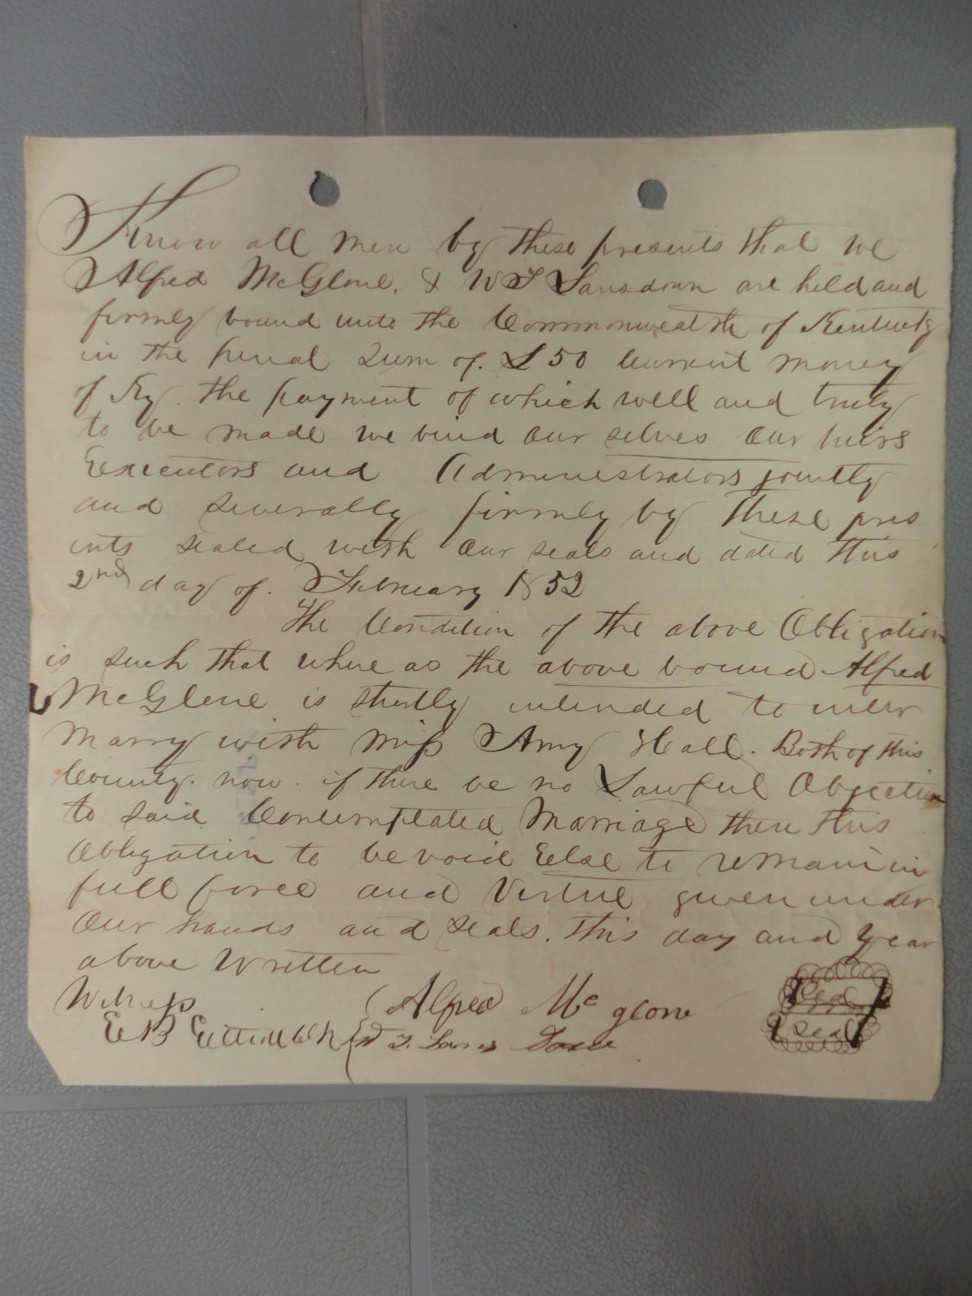 Know all men by these presents that we
Alfred McGlone, & W T Lansdown are held and
firmly bound unto the Commonwealth of Kentucky
in the penal Sum of. £50 Current money
of Ky. the payment of which well and truly
to be made we bind our selves our heirs
Executors and Administrators jointly
and severally firmly by these pres
ents sealed with our seals and dated this
2nd day of. February 1852
The Condition of the above Obligation
is such that where as the above bound Alfred
McGlone is shortly intended to inter
Marry with miss Amy Hall. Both of this
County. now. if there be no Lawful Objection
to said Contemplated Marriage then this
Obligation to be void Eelse to remain in
full force and Virtue given under
Our hands and seals. this day and Year
above Written
Witness Alfred Mc glone Seal
E B W T Seal